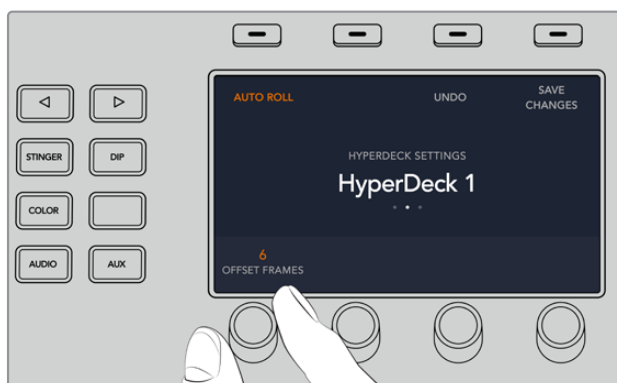 AUTO ROLL
UNDO
SAVE
CHANGES
STINGER
DIP
HYPERDECK SETTINGS
HyperDeck 1
COLOR
AUDIO
AUX
6
OFFSET FRAMES